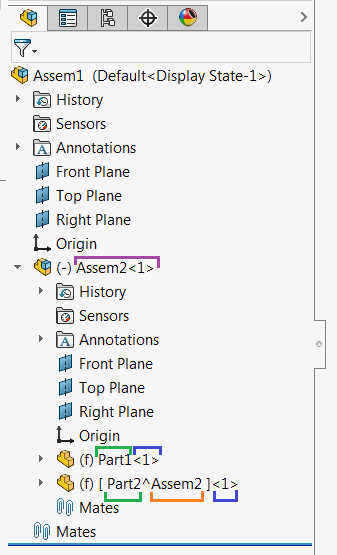 Assem1 (Default<Display State-1>)
History
Sensors
Annotations
Front Plane
Top Plane
Right Plane
Origin
(-) Assem2<1>
History
Sensors
Annotations
Front Plane
Top Plane
Right Plane
Origin
(f) Part1<1>
(f) [ Part2^Assem2 ]<1>
Mates
Mates